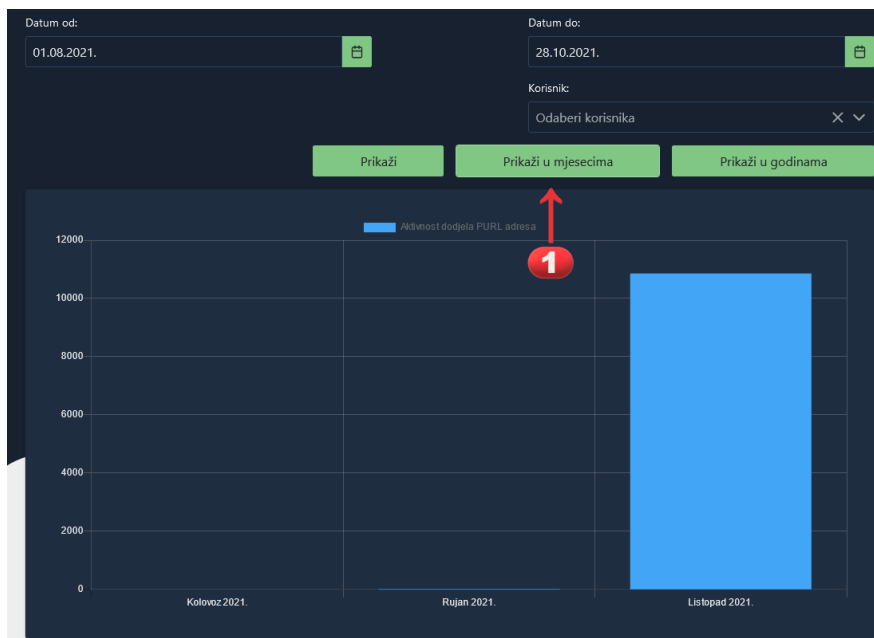 Datum od:
Datum do:
01.08.2021.
28.10.2021.
Korisnik:
Odaberi korisnika
Prikaži
Prikaži u mjesecima
Prikaži u godinama
1
Aktivnost dodjela PURL adresa
12000
10000
8000
6000
4000
2000
0
Kolovoz 2021.
Rujan 2021.
Listopad 2021.